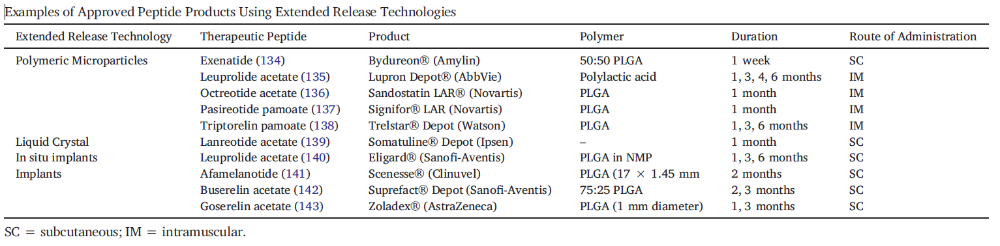 Examples of Approved Peptide Products Using Extended Release Technologies
Extended Release Technology Therapeutic Peptide Product Polymer Duration Route of Administration
Polymeric Microparticles Exenatide (134) Bydureon® (Amylin) 50:50 PLGA 1 week SC
Leuprolide acetate (135) Lupron Depot® (AbbVie) Polylactic acid 1, 3, 4, 6 months IM
Octreotide acetate (136) Sandostatin LAR® (Novartis) PLGA 1 month IM
Pasireotide pamoate (137) Signifor® LAR (Novartis) PLGA 1 month IM
Triptorelin pamoate (138) Trelstar® Depot (Watson) PLGA 1, 3, 6 months IM
Liquid Crystal Lanreotide acetate (139) Somatuline® Depot (Ipsen) – 1 month SC
In situ implants Leuprolide acetate (140) Eligard® (Sanofi-Aventis) PLGA in NMP 1, 3, 6 months SC
Implants Afamelanotide (141) Scenesse® (Clinuvel) PLGA (17 × 1.45 mm 2 months SC
Buserelin acetate (142) Suprefact® Depot (Sanofi-Aventis) 75:25 PLGA 2, 3 months SC
Goserelin acetate (143) Zoladex® (AstraZeneca) PLGA (1 mm diameter) 1, 3 months SC
SC = subcutaneous; IM = intramuscular.